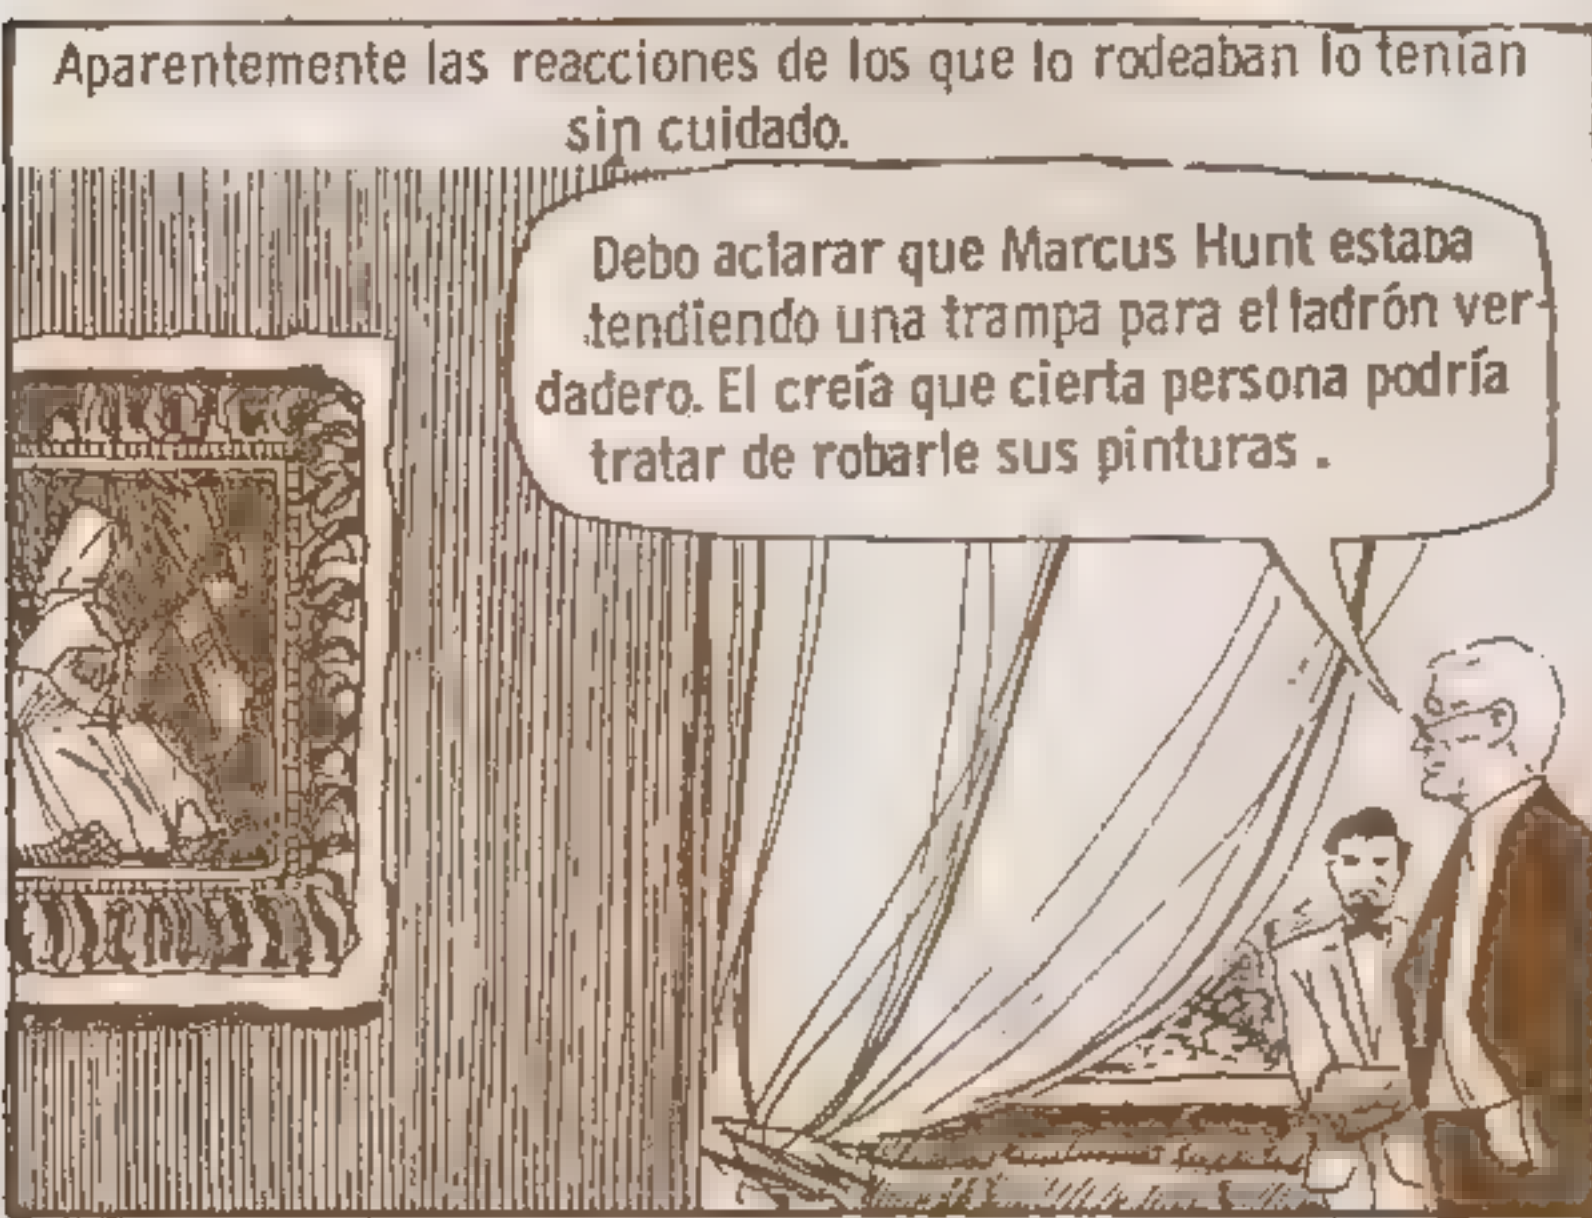 Aparentemente las reacciones de los que lo rodeaban lo tenían
sin cuidado.
Debo aclarar que Marcus Hunt estaba
tendiendo una trampa para el ladrón ver-
dadero. El creía que cierta persona podría
tratar de robarle sus pinturas.